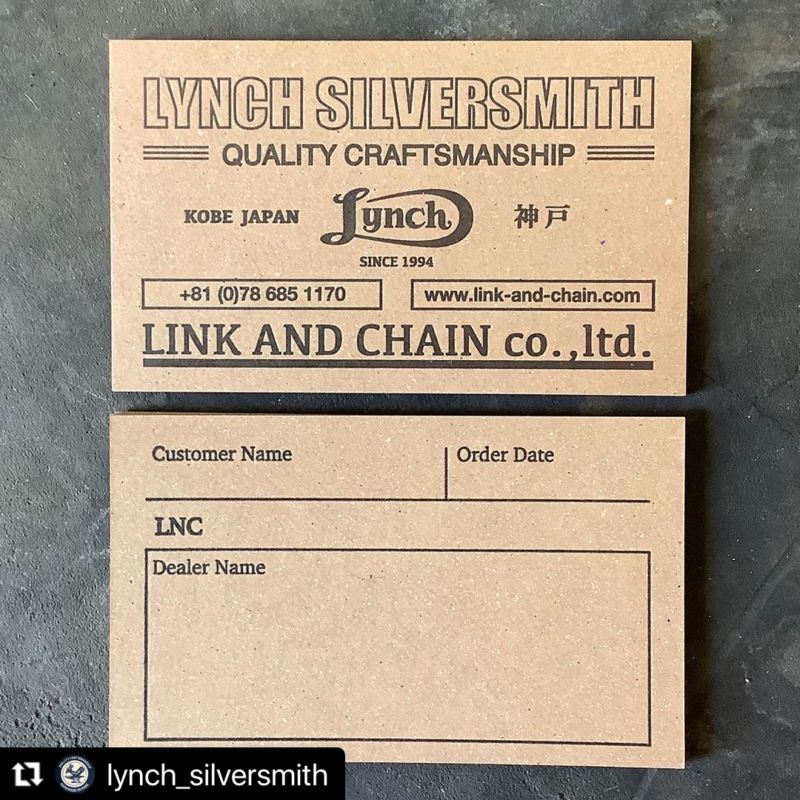 LYNCH SILVERSMITH
QUALITY CRAFTSMANSHIP
KOBE JAPAN Lynch 神戸
SINCE 1994
+81 (0)78 685 1170 www.link-and-chain.com
LINK AND CHAIN co.,ltd.
Customer Name Order Date
LNC
Dealer Name
lynch_silversmith